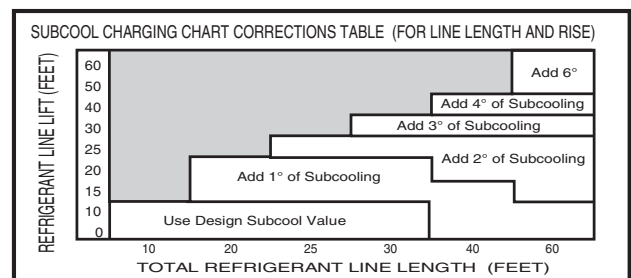 SUBCOOL CHARGING CHART CORRECTIONS TABLE (FOR LINE LENGTH AND RISE)
REFRIGERANT LINE LIFT (FEET)
60
50
40
30
25
20
15
10
0
Add 6°
Add 4° of Subcooling
Add 3° of Subcooling
Add 2° of Subcooling
Add 1° of Subcooling
Use Design Subcool Value
10 20 25 30 40 60
TOTAL REFRIGERANT LINE LENGTH (FEET)